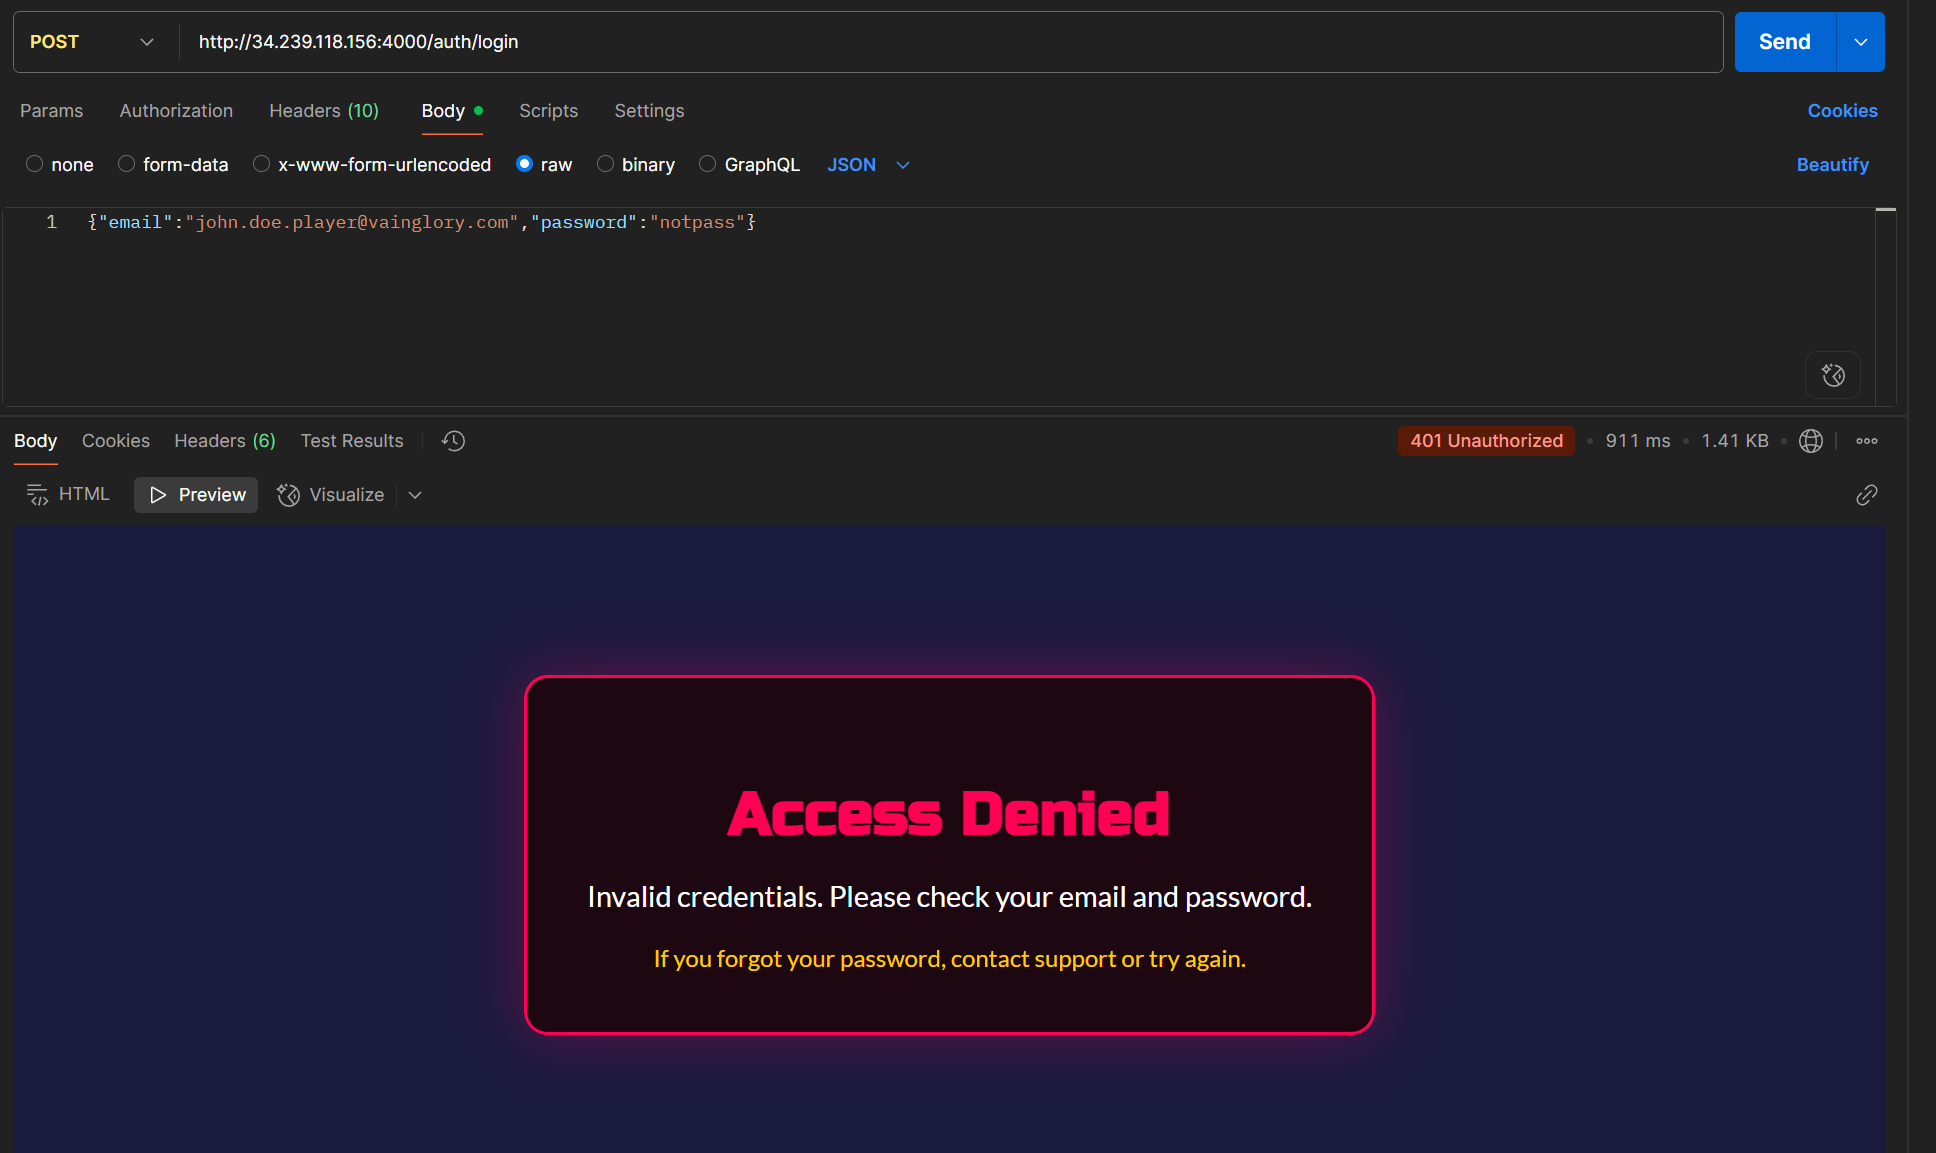 POST http://34.239.118.156:4000/auth/login Send
Params Authorization Headers (10) Body Scripts Settings Cookies
none form-data x-www-form-urlencoded raw binary GraphQL JSON Beautify
1 {"email":"john.doe.player@vainglory.com","password":"notpass"}
Body Cookies Headers (6) Test Results 401 Unauthorized 911 ms 1.41 KB
HTML Preview Visualize
Access Denied
Invalid credentials. Please check your email and password.
If you forgot your password, contact support or try again.